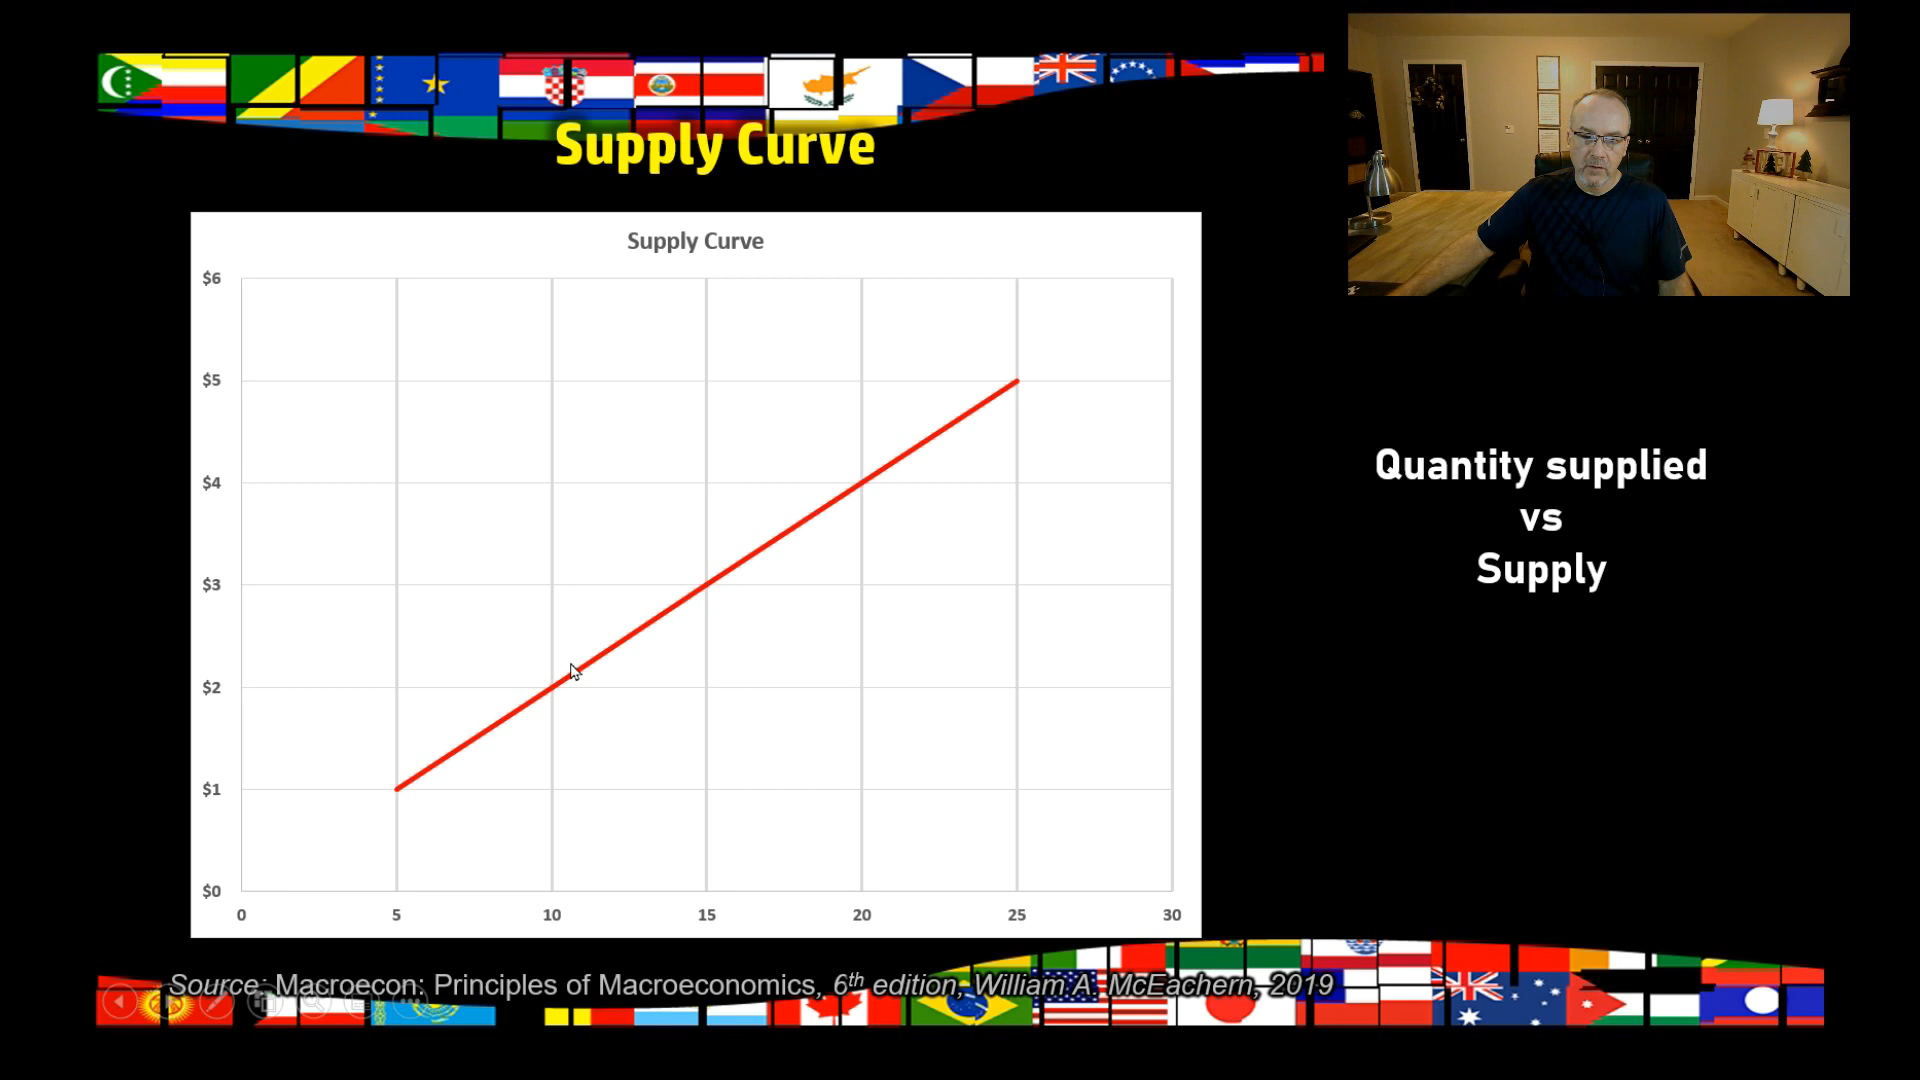 Supply Curve
Supply Curve
$6
$5
$4
$3
$2
$1
$0
0 5 10 15 20 25 30
Quantity supplied
vs
Supply
Source: Macroecon: Principles of Macroeconomics, 6th edition, William A. McEachern, 2019